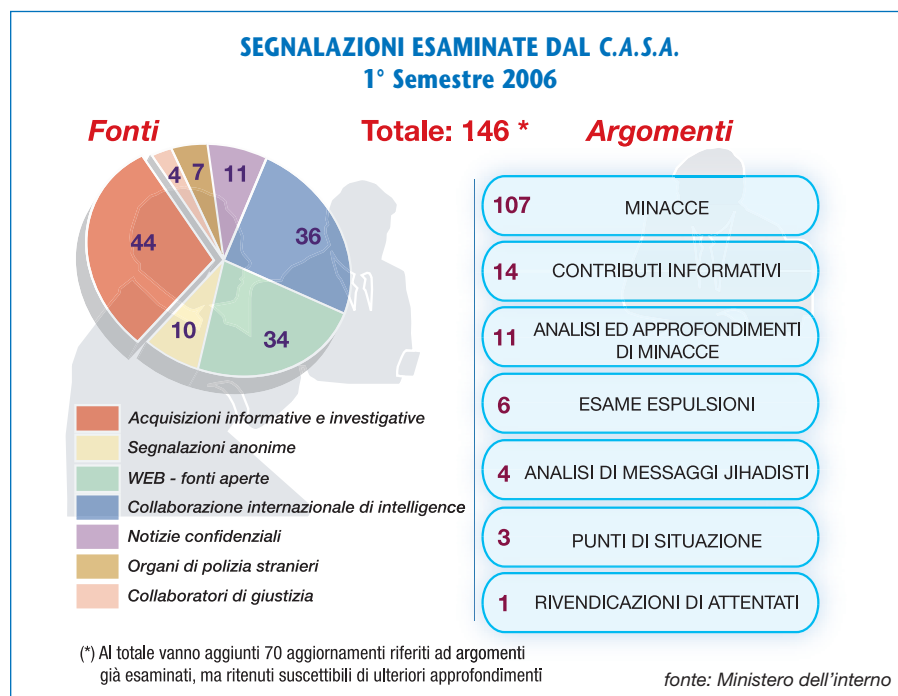 SEGNALAZIONI ESAMINATE DAL C.A.S.A.
1° Semestre 2006
Fonti
Totale: 146 *
Argomenti
4
7
11
36
44
10
34
Acquisizioni informative e investigative
Segnalazioni anonime
WEB - fonti aperte
Collaborazione internazionale di intelligence
Notizie confidenziali
Organi di polizia stranieri
Collaboratori di giustizia
107 MINACCE
14 CONTRIBUTI INFORMATIVI
11 ANALISI ED APPROFONDIMENTI
DI MINACCE
6 ESAME ESPULSIONI
4 ANALISI DI MESSAGGI JIHADISTI
3 PUNTI DI SITUAZIONE
1 RIVENDICAZIONI DI ATTENTATI
(*) Al totale vanno aggiunti 70 aggiornamenti riferiti ad argomenti
già esaminati, ma ritenuti suscettibili di ulteriori approfondimenti
fonte: Ministero dell'interno